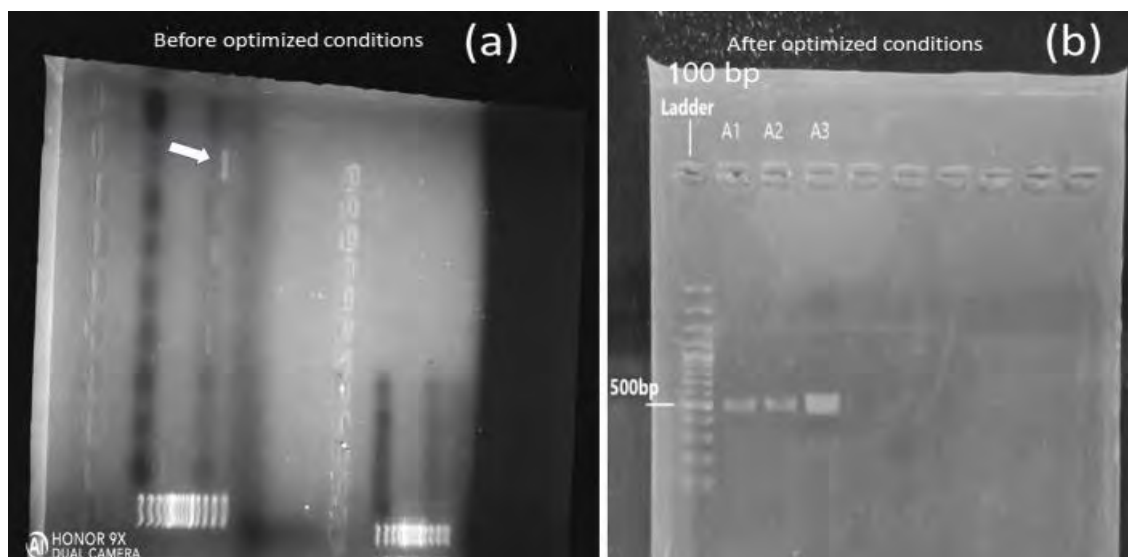 Before optimized conditions
(a)
HONOR 9X
DUAL CAMERA
After optimized conditions
(b)
100 bp
Ladder
A1 A2 A3
500bp